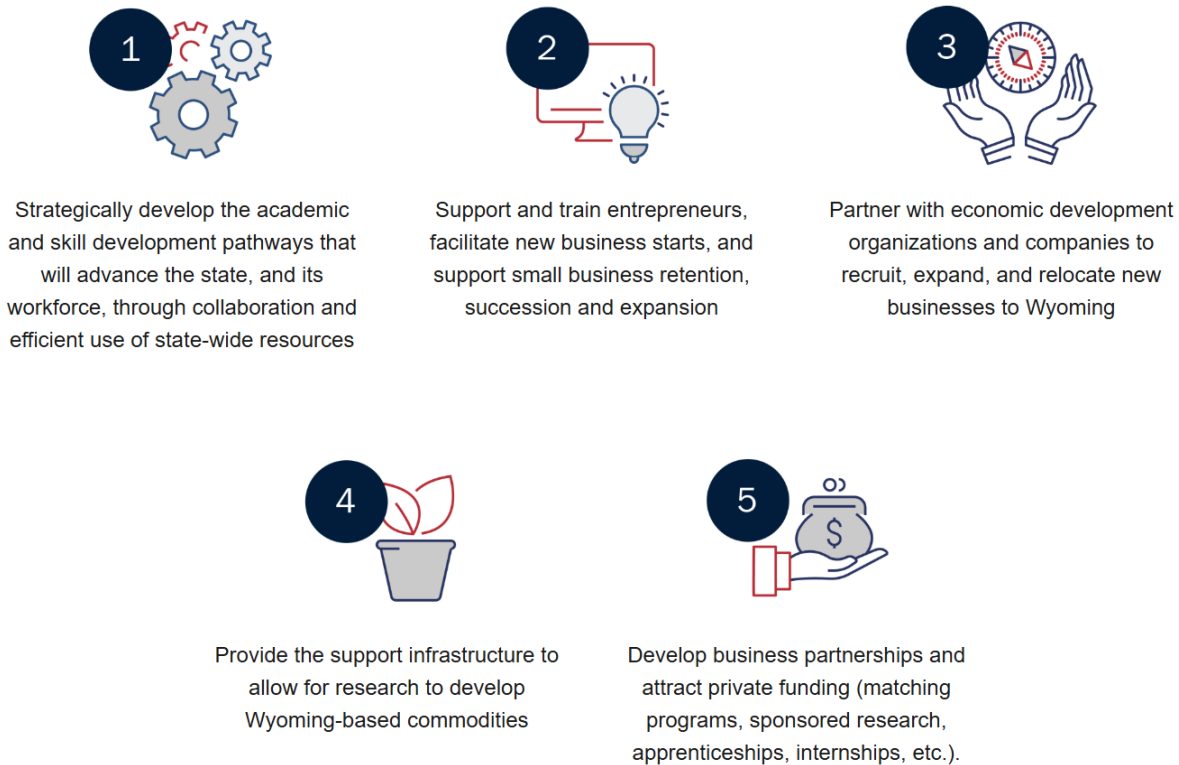 1
Strategically develop the academic
and skill development pathways that
will advance the state, and its
workforce, through collaboration and
efficient use of state-wide resources
2
Support and train entrepreneurs,
facilitate new business starts, and
support small business retention,
succession and expansion
3
Partner with economic development
organizations and companies to
recruit, expand, and relocate new
businesses to Wyoming
4
Provide the support infrastructure to
allow for research to develop
Wyoming-based commodities
5
$
Develop business partnerships and
attract private funding (matching
programs, sponsored research,
apprenticeships, internships, etc.).